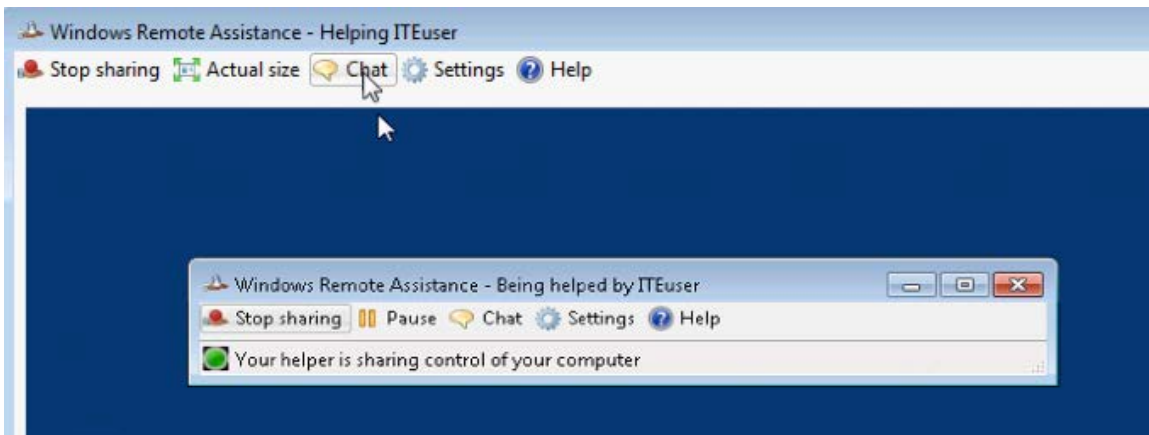 Windows Remote Assistance - Helping ITEuser
Stop sharing Actual size Chat Settings Help
Windows Remote Assistance - Being helped by ITEuser
Stop sharing Pause Chat Settings Help
Your helper is sharing control of your computer